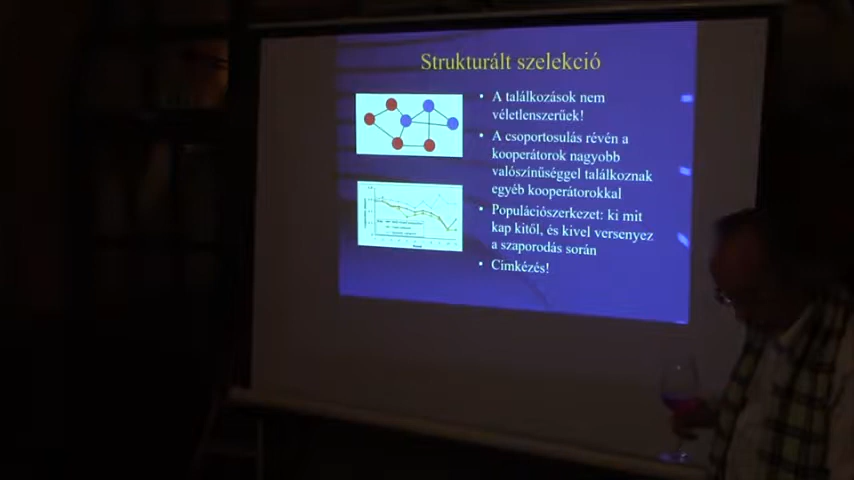 Strukturált szelekció
• A találkozások nem
véletlenszerűek!
• A csoportosulás révén a
kooperátorok nagyobb
valószínűséggel találkoznak
egyéb kooperátorokkal
• Populációszerkezet: ki mit
kap kitől, és kivel versenyez
a szaporodás során
• Címkézés!